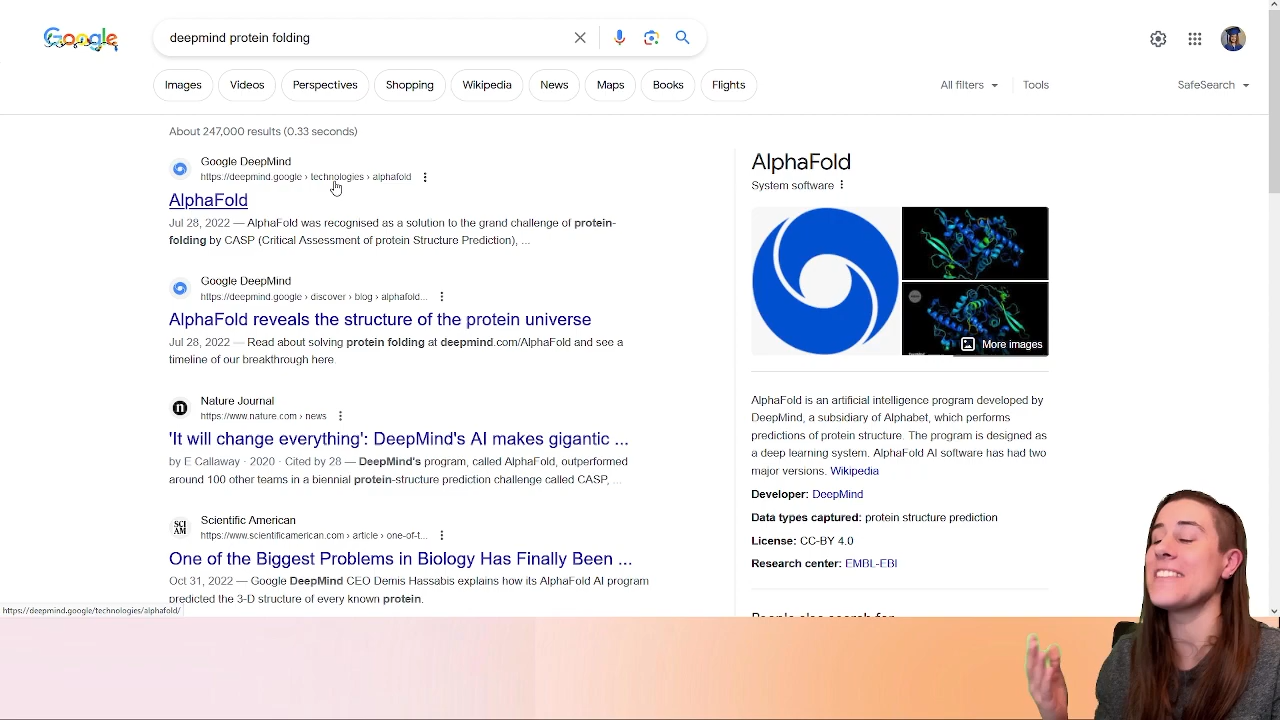 Google
deepmind protein folding
Images
Videos
Perspectives
Shopping
Wikipedia
News
Maps
Books
Flights
All filters
Tools
SafeSearch
About 247,000 results (0.33 seconds)
Google DeepMind
https://deepmind.google › technologies › alphafold
AlphaFold
Jul 28, 2022 — AlphaFold was recognised as a solution to the grand challenge of protein-
folding by CASP (Critical Assessment of protein Structure Prediction), ...
Google DeepMind
https://deepmind.google › discover › blog › alphafold...
AlphaFold reveals the structure of the protein universe
Jul 28, 2022 — Read about solving protein folding at deepmind.com/AlphaFold and see a
timeline of our breakthrough here.
n
Nature Journal
https://www.nature.com › news
'It will change everything': DeepMind's AI makes gigantic ...
by E Callaway · 2020 · Cited by 28 — DeepMind's program, called AlphaFold, outperformed
around 100 other teams in a biennial protein-structure prediction challenge called CASP, ...
SCI
AM
Scientific American
https://www.scientificamerican.com › article › one-of-t...
One of the Biggest Problems in Biology Has Finally Been ...
Oct 31, 2022 — Google DeepMind CEO Demis Hassabis explains how its AlphaFold AI program
predicted the 3-D structure of every known protein.
https://deepmind.google/technologies/alphafold/
AlphaFold
System software
More images
AlphaFold is an artificial intelligence program developed by
DeepMind, a subsidiary of Alphabet, which performs
predictions of protein structure. The program is designed as
a deep learning system. AlphaFold AI software has had two
major versions. Wikipedia
Developer: DeepMind
Data types captured: protein structure prediction
License: CC-BY 4.0
Research center: EMBL-EBI
People also search for